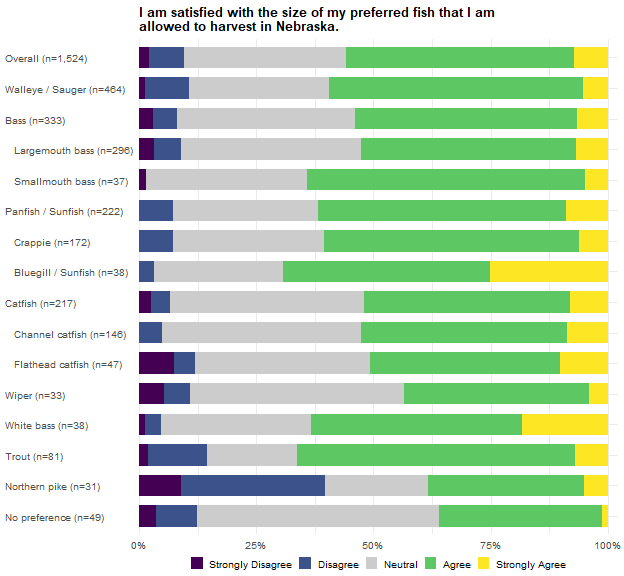 I am satisfied with the size of my preferred fish that I am
allowed to harvest in Nebraska.
Overall (n=1,524)
Walleye / Sauger (n=464)
Bass (n=333)
Largemouth bass (n=296)
Smallmouth bass (n=37)
Panfish / Sunfish (n=222)
Crappie (n=172)
Bluegill / Sunfish (n=38)
Catfish (n=217)
Channel catfish (n=146)
Flathead catfish (n=47)
Wiper (n=33)
White bass (n=38)
Trout (n=81)
Northern pike (n=31)
No preference (n=49)
0% 25% 50% 75% 100%
Strongly Disagree Disagree Neutral Agree Strongly Agree